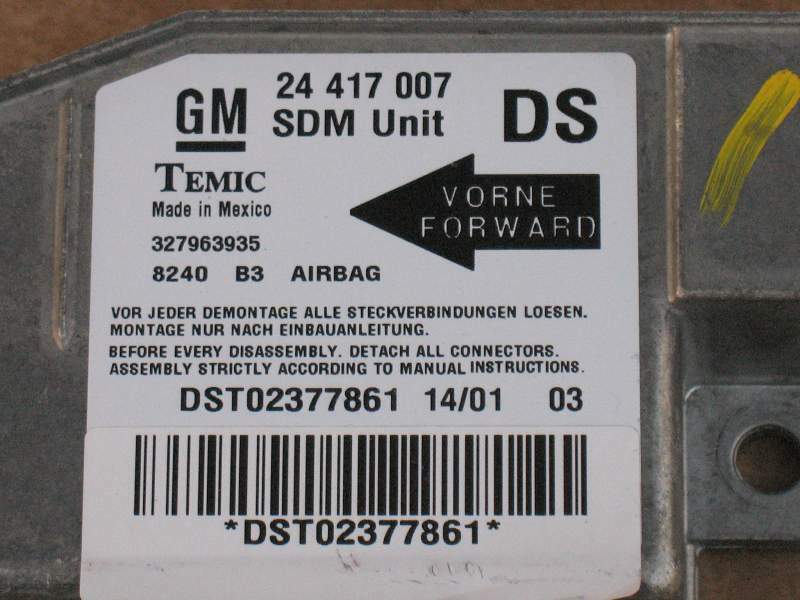 GM
24 417 007
SDM Unit
DS
TEMIC
Made in Mexico
VORNE
FORWARD
327963935
8240 B3 AIRBAG
VOR JEDER DEMONTAGE ALLE STECKVERBINDUNGEN LOESEN.
MONTAGE NUR NACH EINBAUANLEITUNG.
BEFORE EVERY DISASSEMBLY. DETACH ALL CONNECTORS.
ASSEMBLY STRICTLY ACCORDING TO MANUAL INSTRUCTIONS.
DST02377861 14/01 03
*DST02377861*